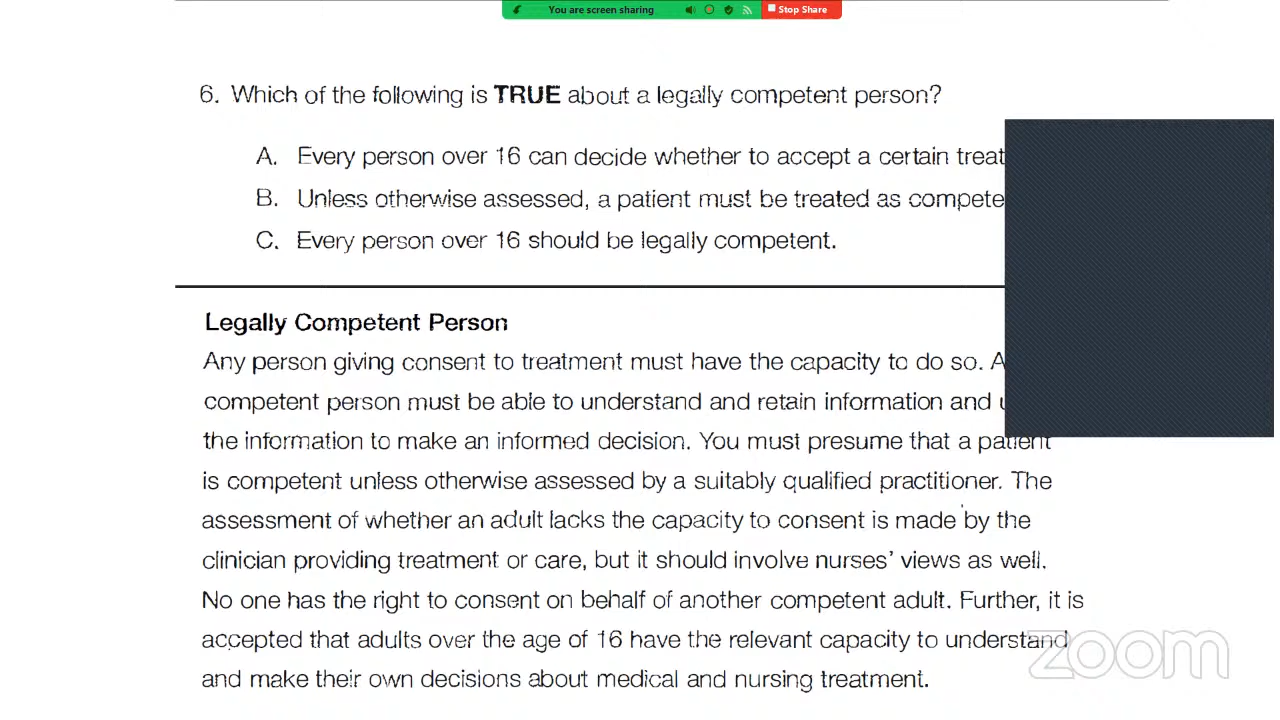 You are screen sharing Stop Share
6. Which of the following is TRUE about a legally competent person?
A. Every person over 16 can decide whether to accept a certain
B. Unless otherwise assessed, a patient must be treated as
C. Every person over 16 should be legally competent.
Legally Competent Person
Any person giving consent to treatment must have the capacity to do so.
competent person must be able to understand and retain information and
the information to make an informed decision. You must presume that a patient
is competent unless otherwise assessed by a suitably qualified practitioner. The
assessment of whether an adult lacks the capacity to consent is made by the
clinician providing treatment or care, but it should involve nurses' views as well.
No one has the right to consent on behalf of another competent adult. Further, it is
accepted that adults over the age of 16 have the relevant capacity to understand
and make their own decisions about medical and nursing treatment.
zoom